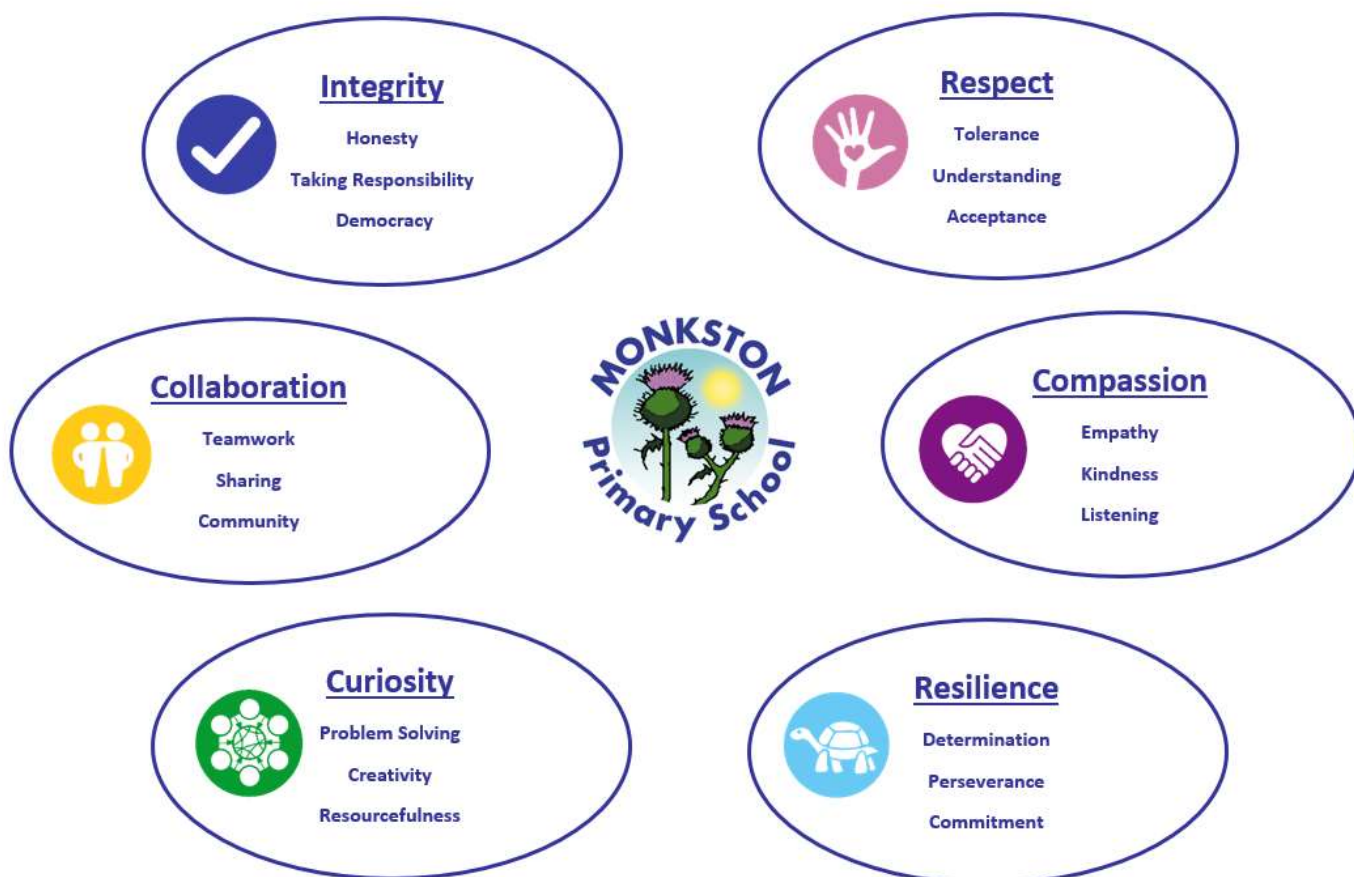 Integrity
Honesty
Taking Responsibility
Democracy
Respect
Tolerance
Understanding
Acceptance
Collaboration
Teamwork
Sharing
Community
MONKSTON
Primary School
Compassion
Empathy
Kindness
Listening
Curiosity
Problem Solving
Creativity
Resourcefulness
Resilience
Determination
Perseverance
Commitment